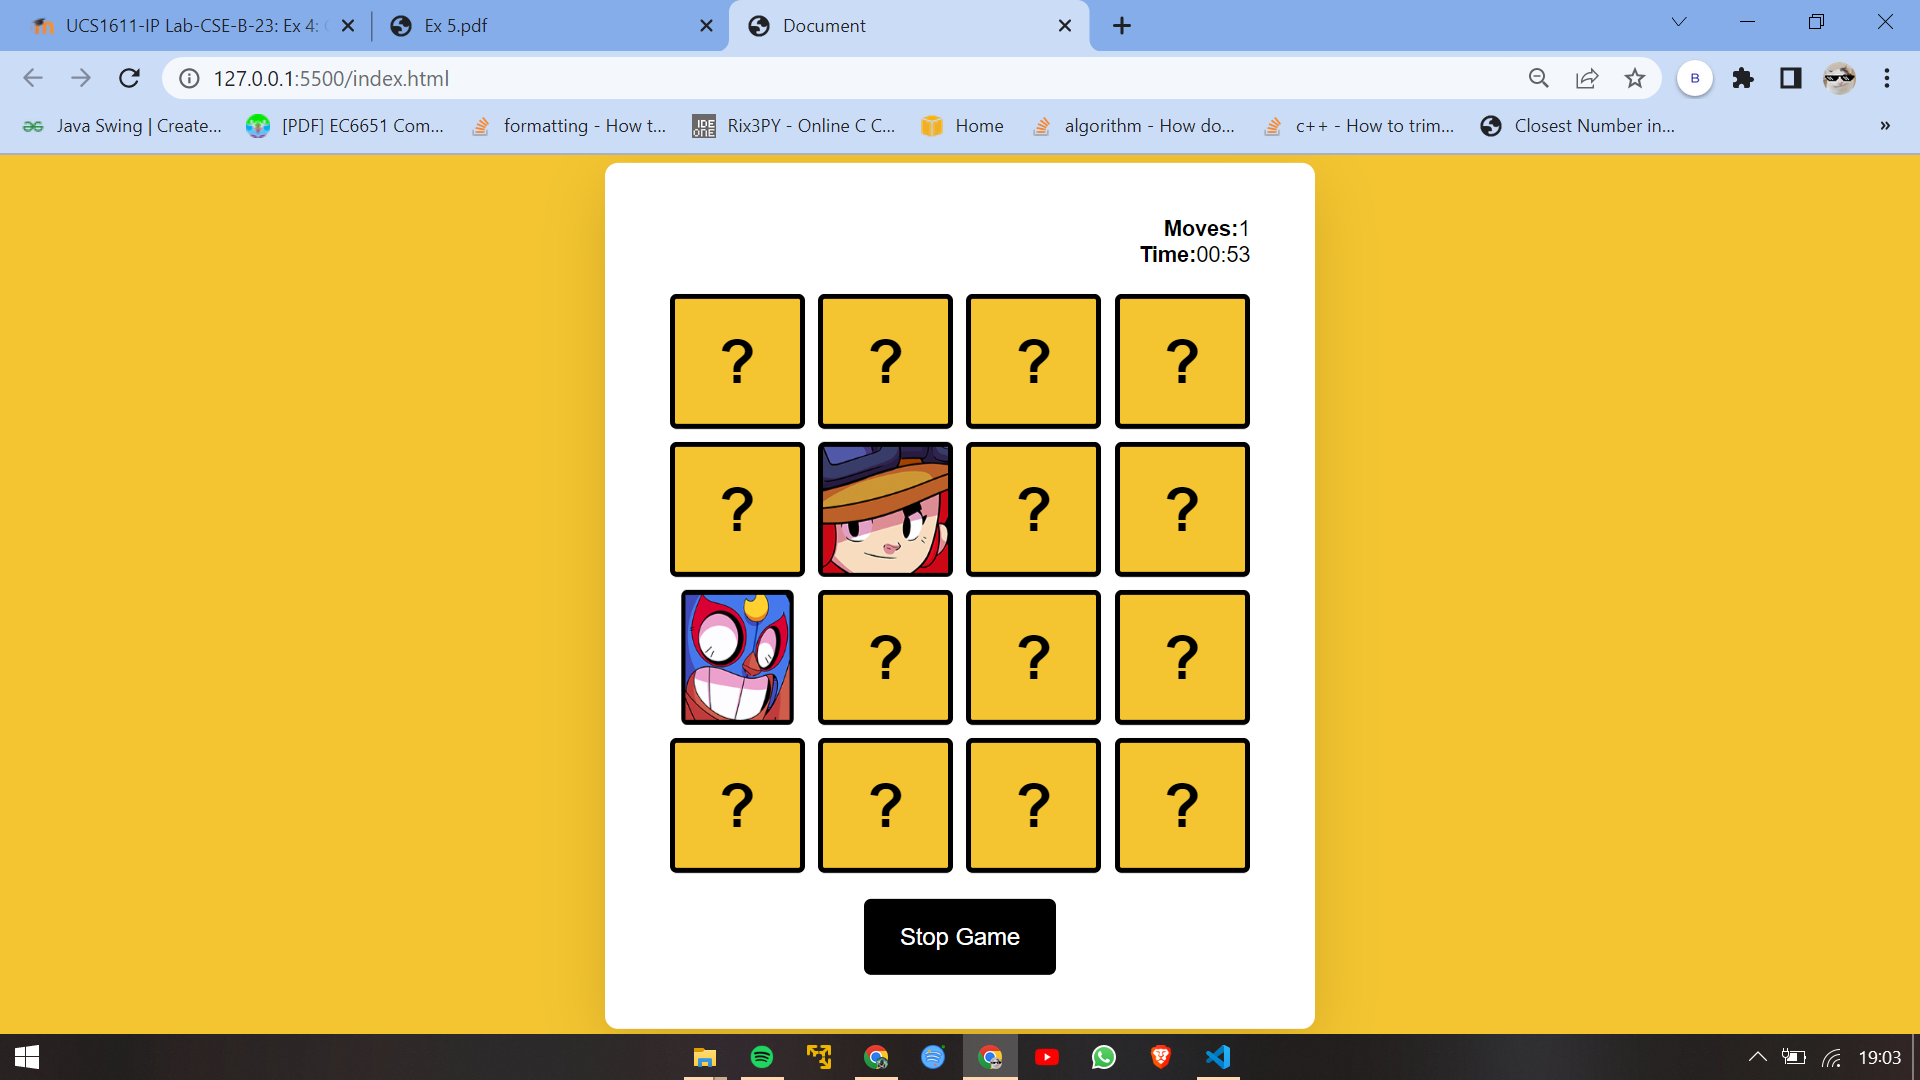 UCS1611-IP Lab-CSE-B-23: Ex 4:
Ex 5.pdf
Document
127.0.0.1:5500/index.html
B
Java Swing | Create...
[PDF] EC6651 Com...
formatting - How t...
IDE ONE
Rix3PY - Online C C...
Home
algorithm - How do...
c++ - How to trim...
Closest Number in...
»
Moves:1
Time:00:53
? ? ? ?
? ? ?
? ? ?
? ? ? ?
Stop Game
19:03